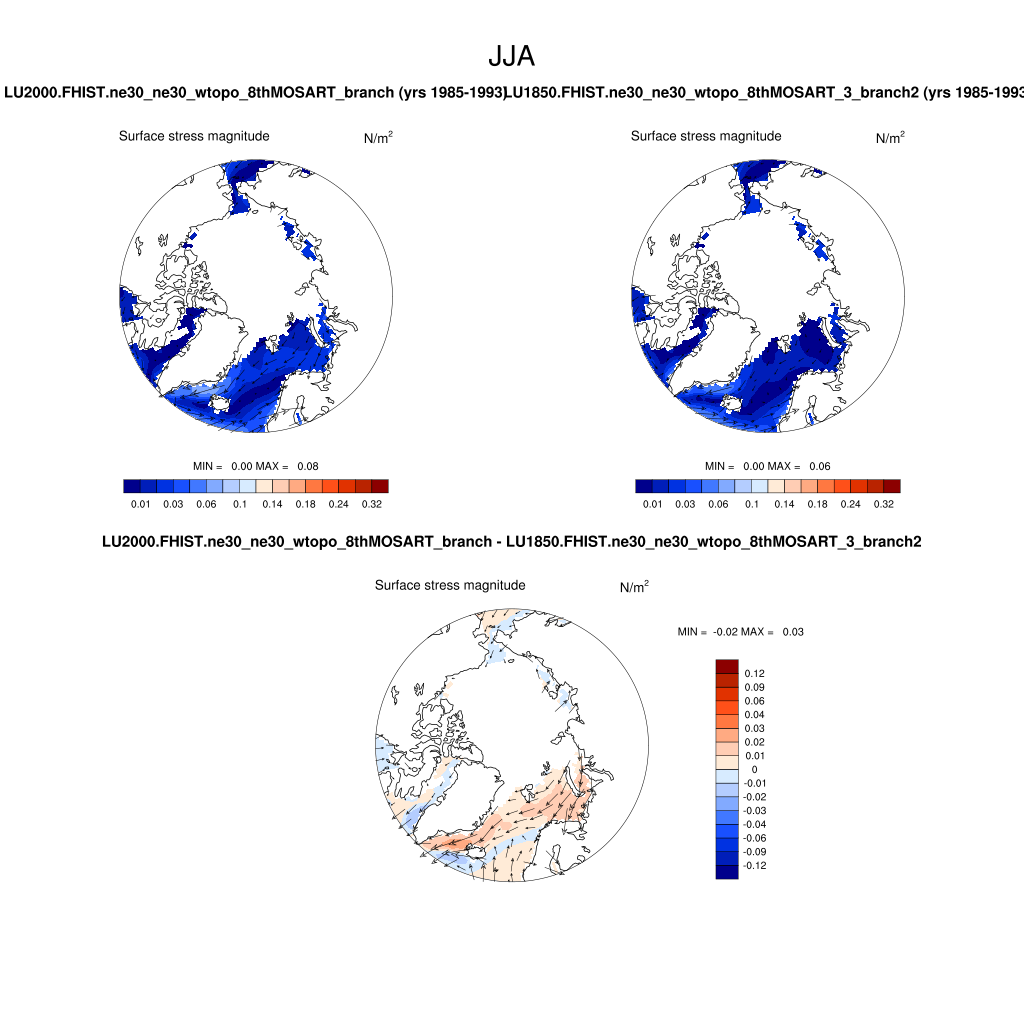 JJA
LU2000.FHIST.ne30_ne30_wtopo_8thMOSART_branch (yrs 1985-1993)
LU1850.FHIST.ne30_ne30_wtopo_8thMOSART_3_branch2 (yrs 1985-1993
Surface stress magnitude N/m2
Surface stress magnitude N/m2
MIN = 0.00 MAX = 0.08
0.01 0.03 0.06 0.1 0.14 0.18 0.24 0.32
MIN = 0.00 MAX = 0.06
0.01 0.03 0.06 0.1 0.14 0.18 0.24 0.32
LU2000.FHIST.ne30_ne30_wtopo_8thMOSART_branch - LU1850.FHIST.ne30_ne30_wtopo_8thMOSART_3_branch2
Surface stress magnitude N/m2
MIN = -0.02 MAX = 0.03
0.12
0.09
0.06
0.04
0.03
0.02
0.01
0
-0.01
-0.02
-0.03
-0.04
-0.06
-0.09
-0.12